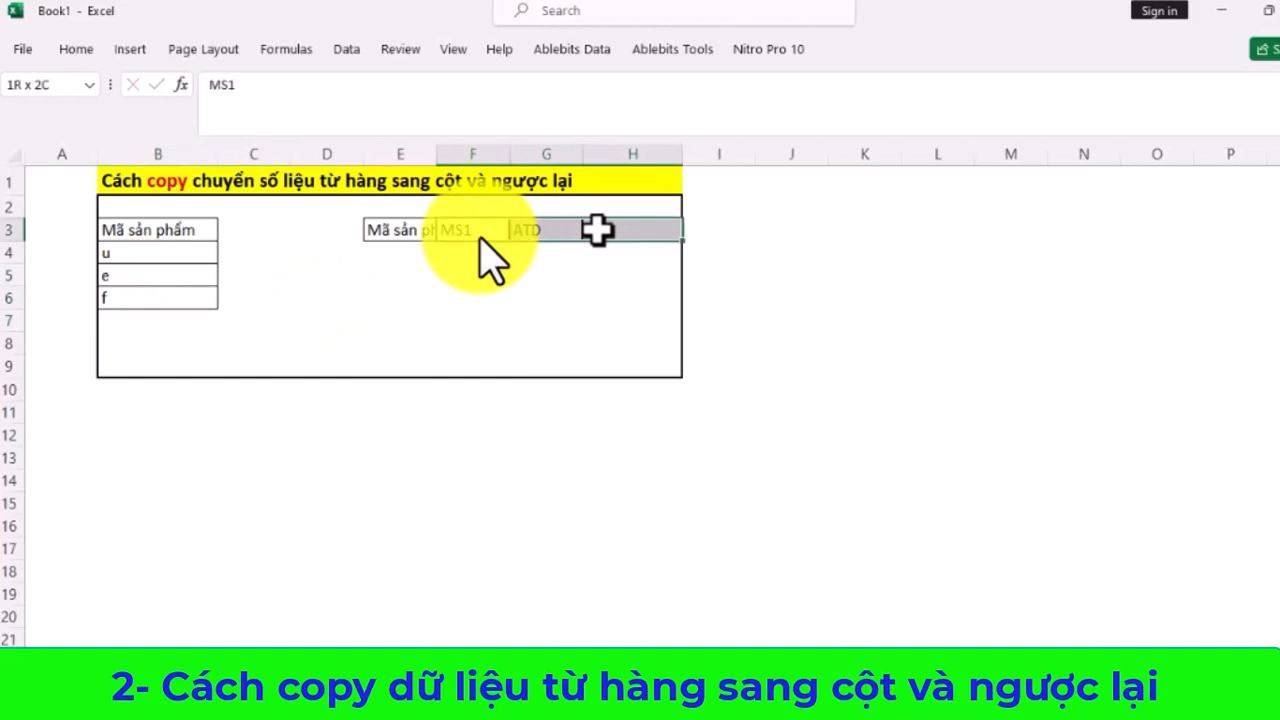 Book1 - Excel
Search
Sign in
File Home Insert Page Layout Formulas Data Review View Help Ablebits Data Ablebits Tools Nitro Pro 10
1R x 2C
fx
MS1
A B C D E F G H I J K L M N O P
1 Cách copy chuyển số liệu từ hàng sang cột và ngược lại
2
3 Mã sản phẩm Mã sản ph MS1 ATD
4 u
5 e
6 f
7
8
9
10
11
12
13
14
15
16
17
18
19
20
21
2- Cách copy dữ liệu từ hàng sang cột và ngược lại